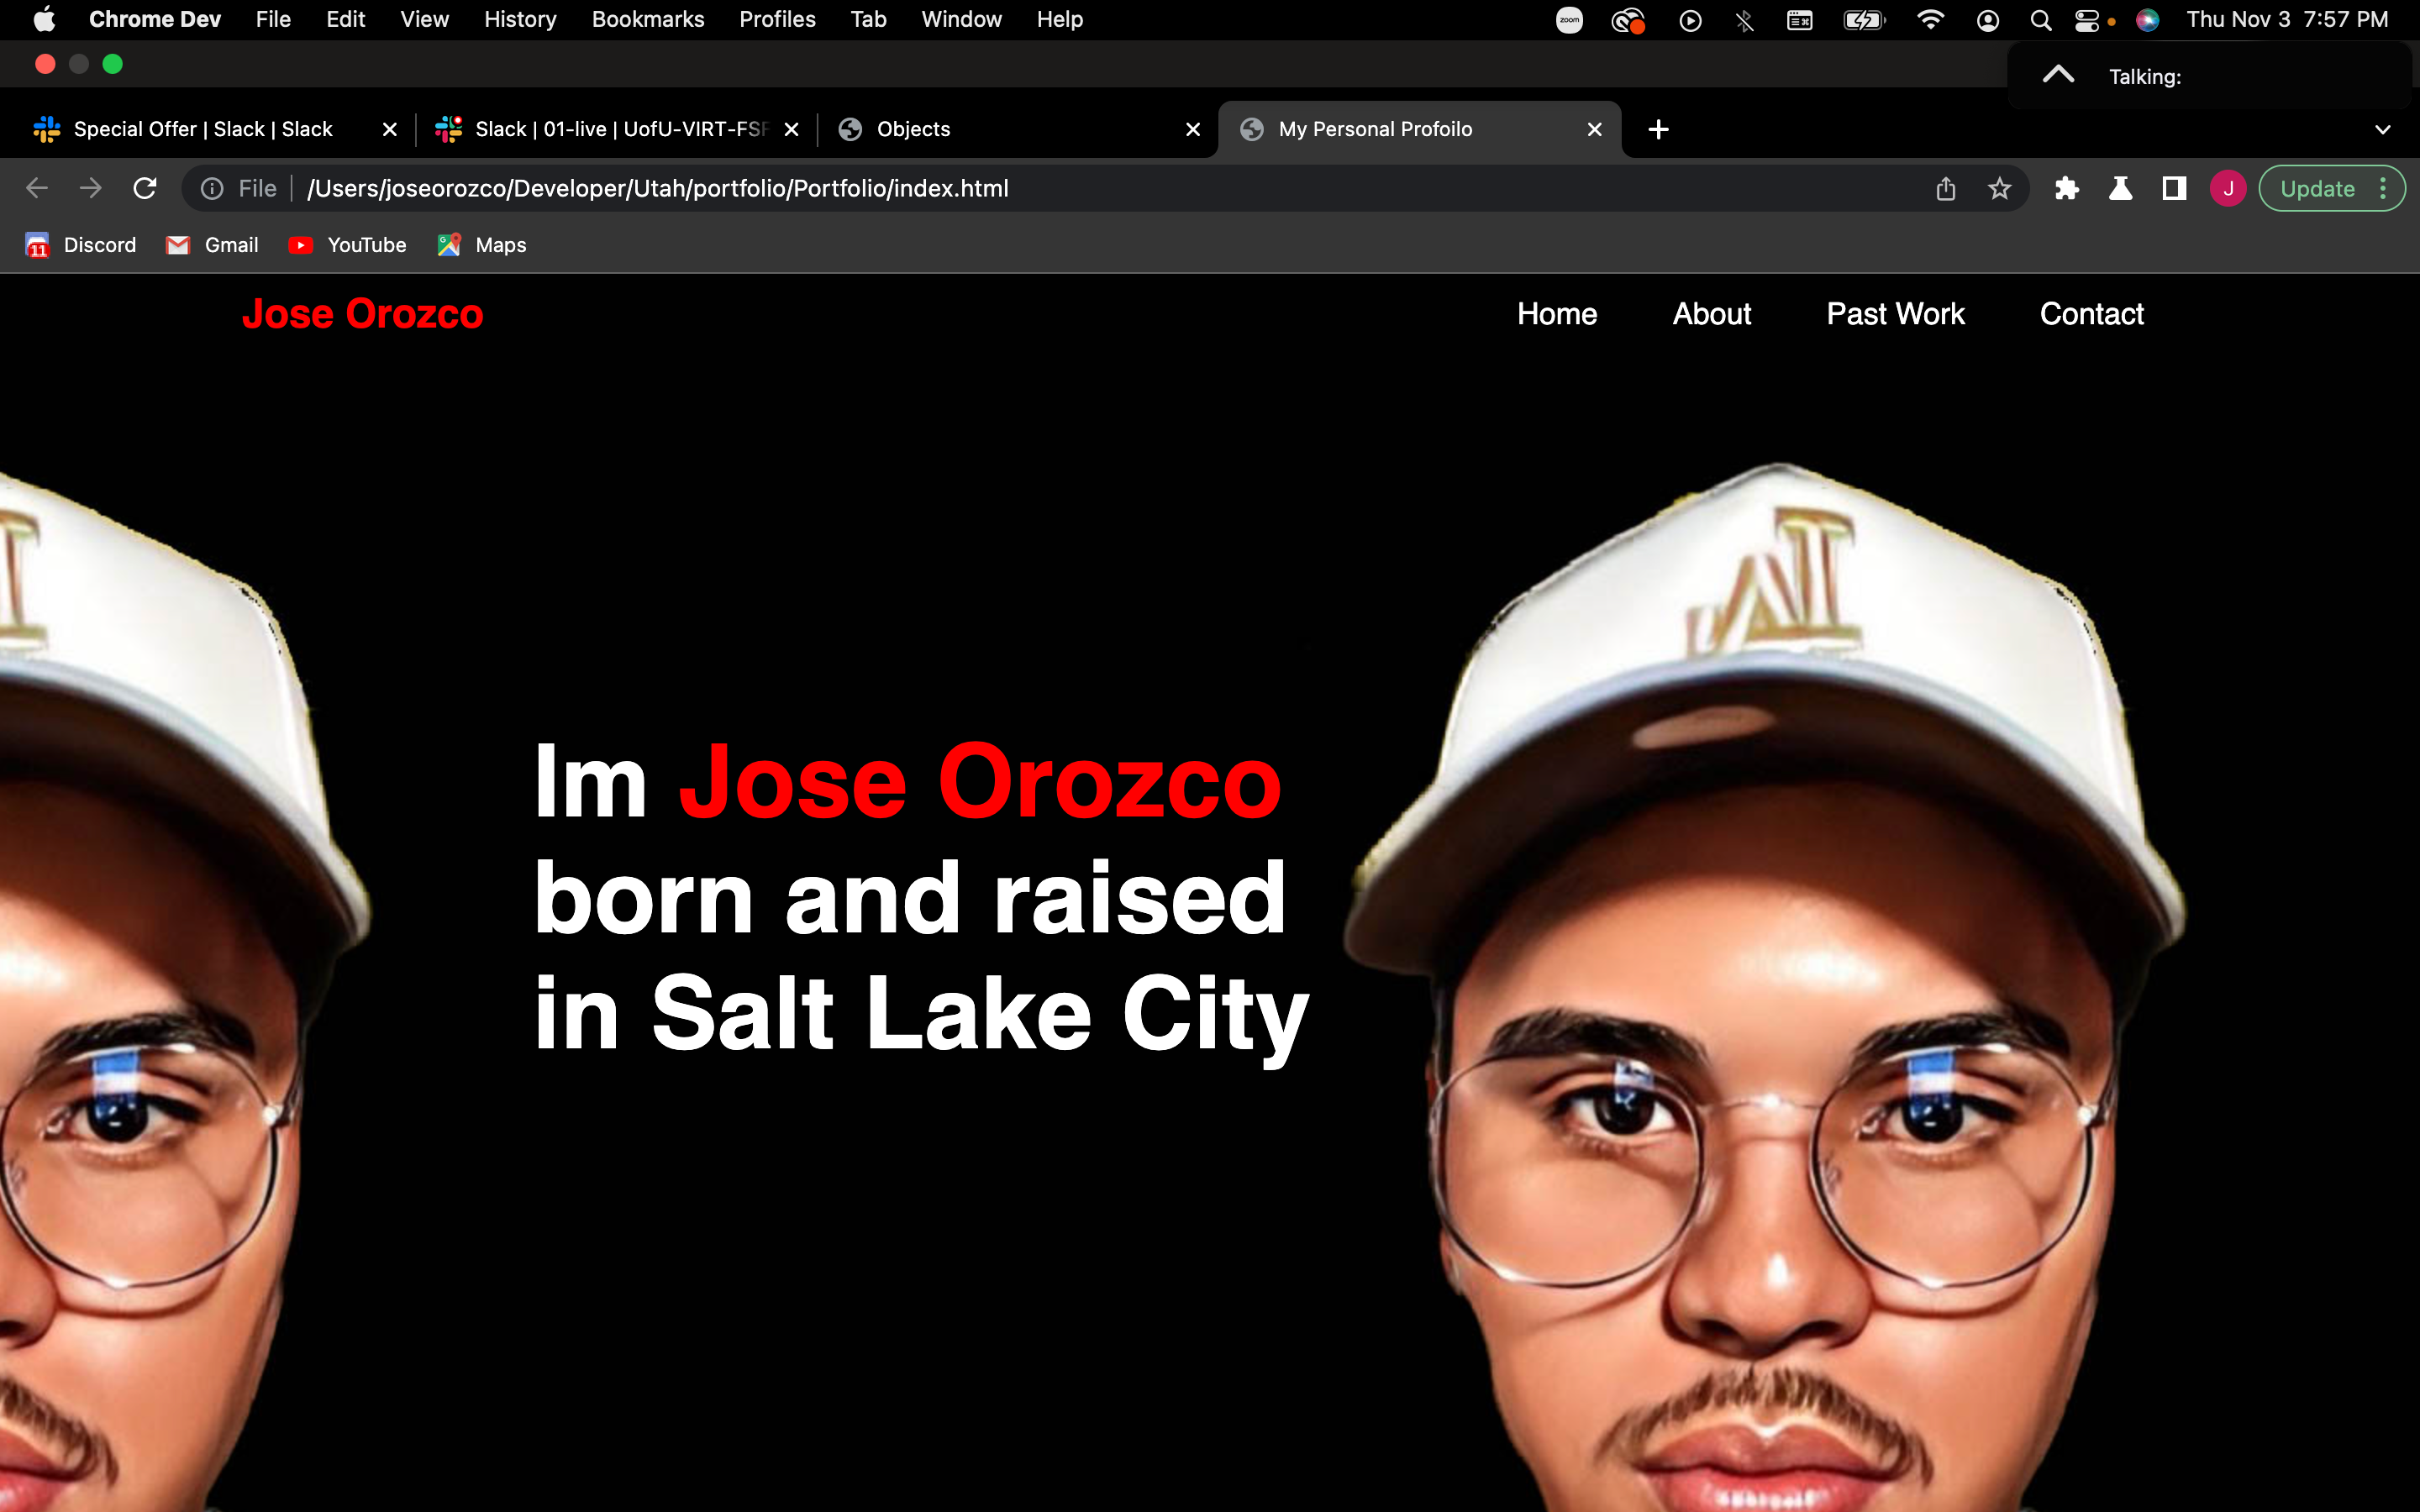 Chrome Dev File Edit View History Bookmarks Profiles Tab Window Help zoom Thu Nov 3 7:57 PM
Talking:
Special Offer | Slack | Slack Slack | 01-live | UofU-VIRT-FSF Objects My Personal Profoilo
File /Users/joseorozco/Developer/Utah/portfolio/Portfolio/index.html J Update
11 Discord Gmail YouTube Maps
Jose Orozco Home About Past Work Contact
Im Jose Orozco
born and raised
in Salt Lake City